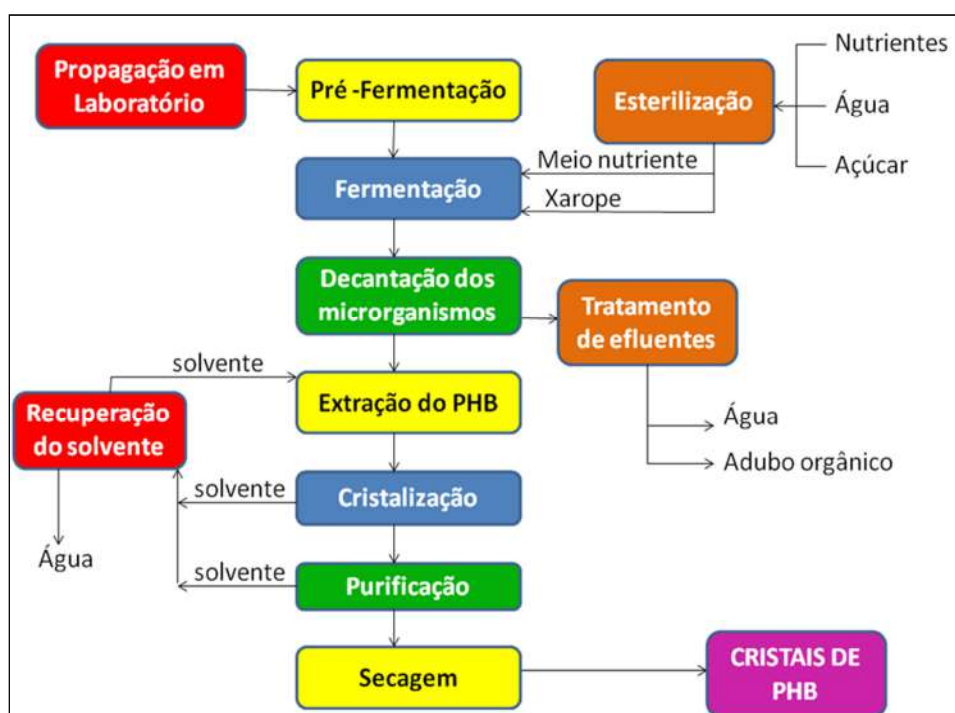 Propagação em
Laboratório
Pré -Fermentação
Esterilização
Nutrientes
Água
Açúcar
Meio nutriente
Xarope
Fermentação
Decantação dos
microrganismos
Tratamento
de efluentes
solvente
Extração do PHB
Água
Adubo orgânico
Recuperação
do solvente
solvente
Cristalização
Água
solvente
Purificação
Secagem
CRISTAIS DE
PHB